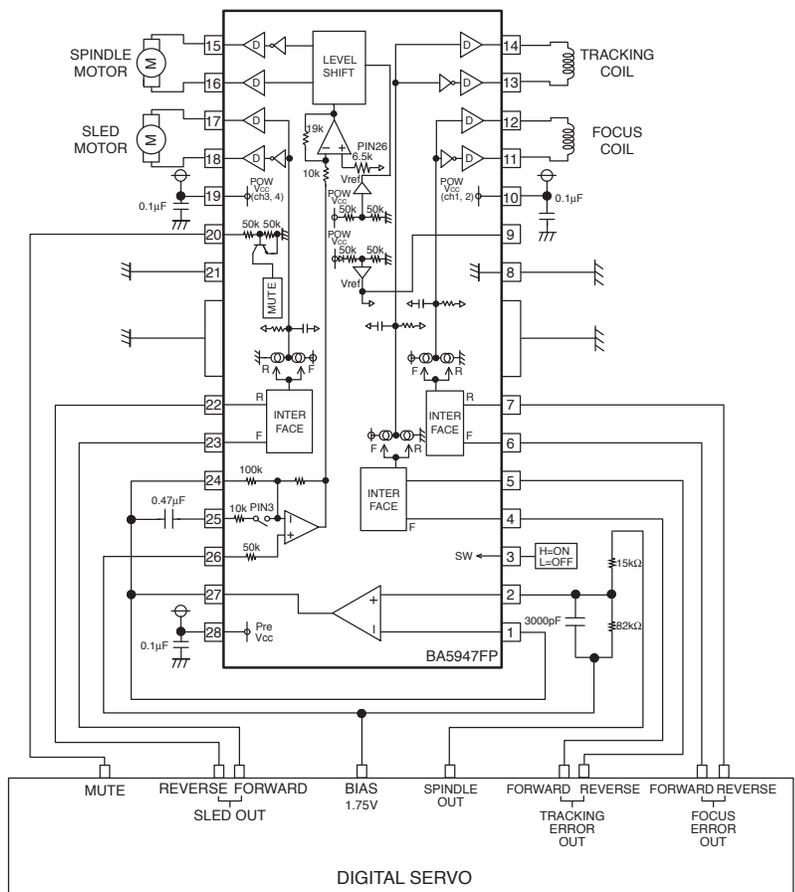 SPINDLE
MOTOR
M
15
D
LEVEL
SHIFT
D
14
TRACKING
COIL
16
D
D
13
SLED
MOTOR
M
17
D
19k
D
12
FOCUS
COIL
18
D
10k
PIN26
6.5k
D
11
0.1μF
19
POW
VCC
(ch3, 4)
Vref
POW
VCC
50k 50k
POW
VCC
(ch1, 2)
10
0.1μF
20
50k 50k
POW
VCC
50k 50k
9
21
MUTE
Vref
8
R F
F R
22
R
INTER
FACE
R
INTER
FACE
7
23
F
F
6
F R
24
100k
INTER
FACE
5
0.47μF
25
10k PIN3
F
4
26
50k
SW
3
H=ON
L=OFF
15kΩ
27
2
3000pF
82kΩ
0.1μF
28
Pre
Vcc
1
BA5947FP
MUTE
REVERSE FORWARD
SLED OUT
BIAS
1.75V
SPINDLE
OUT
FORWARD REVERSE
TRACKING
ERROR
OUT
FORWARD REVERSE
FOCUS
ERROR
OUT
DIGITAL SERVO